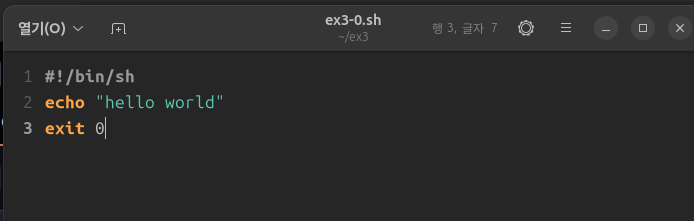 열기(O)
ex3-0.sh
~/ex3
행 3, 글자 7
1 #!/bin/sh
2 echo "hello world"
3 exit 0